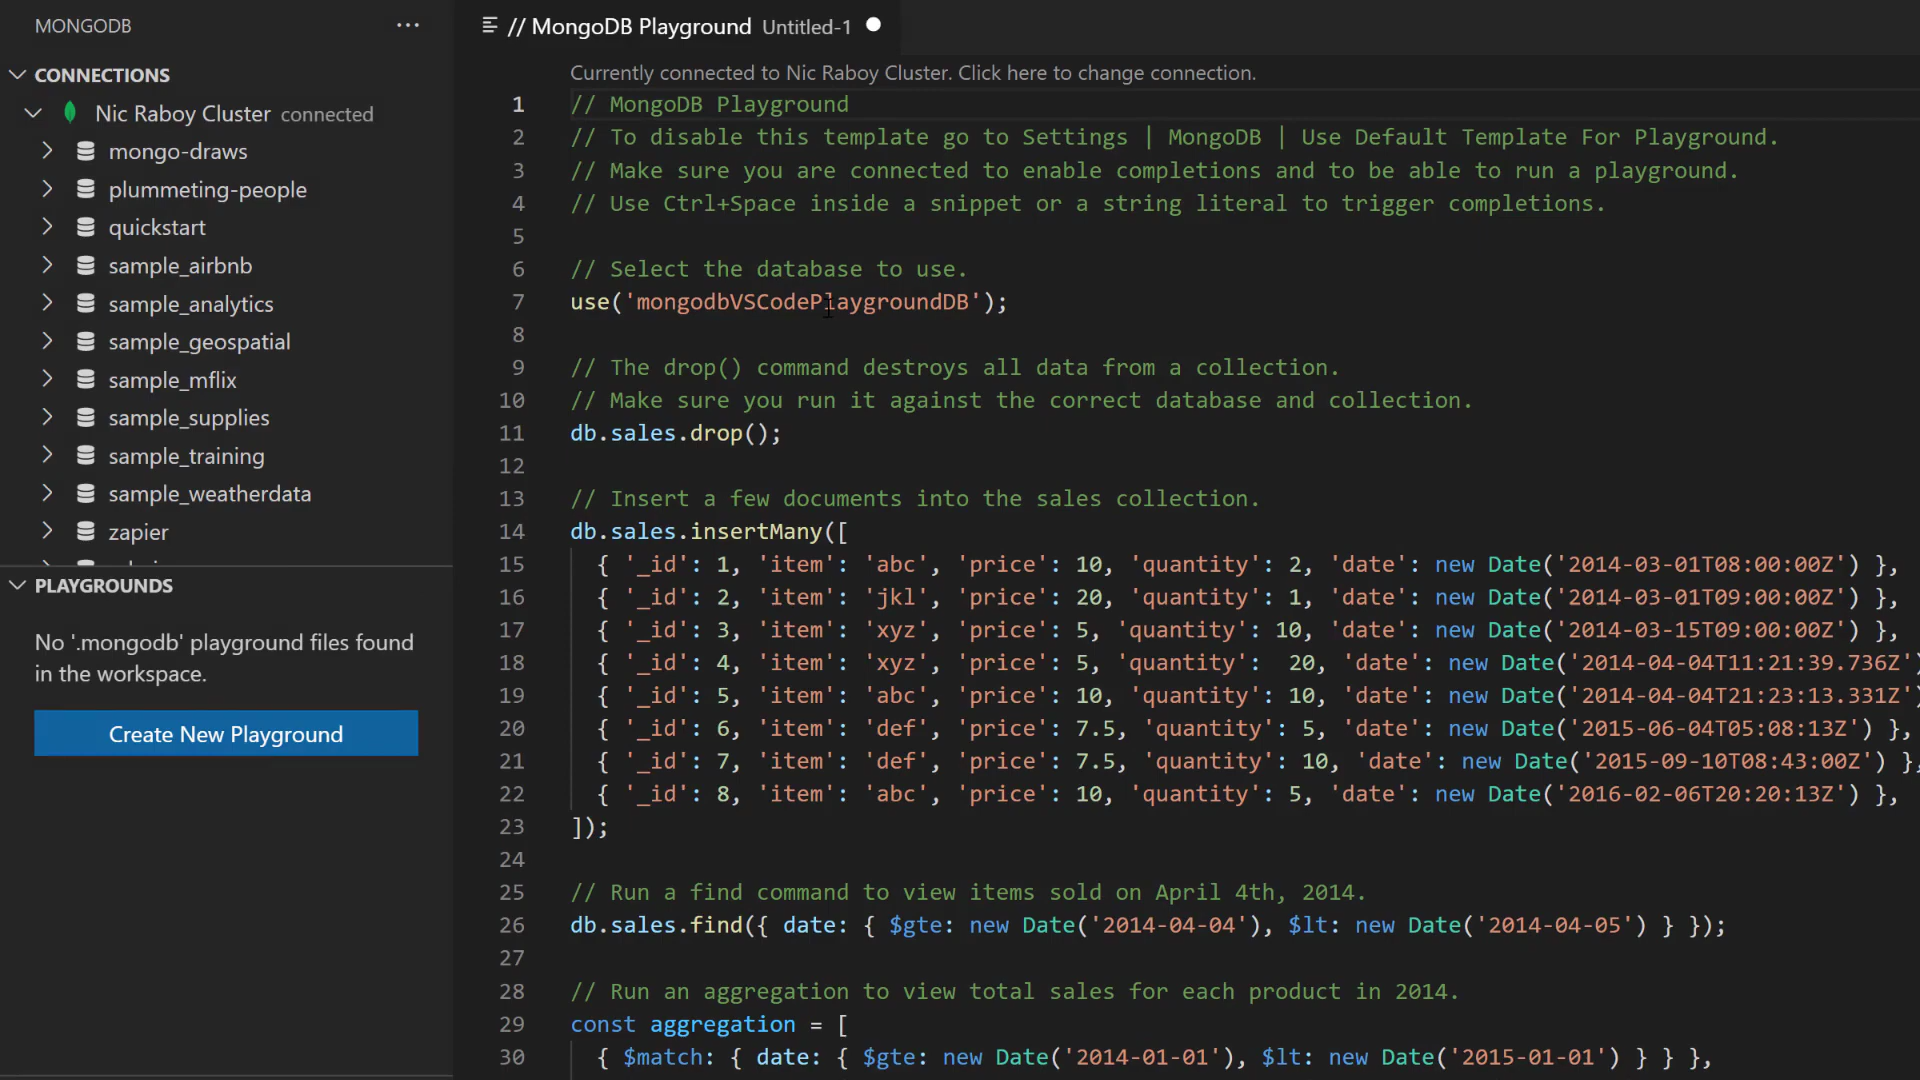 MONGODB
CONNECTIONS
Nic Raboy Cluster connected
mongo-draws
plummeting-people
quickstart
sample_airbnb
sample_analytics
sample_geospatial
sample_mflix
sample_supplies
sample_training
sample_weatherdata
zapier
PLAYGROUNDS
No '.mongodb' playground files found
in the workspace.
Create New Playground
// MongoDB Playground Untitled-1
Currently connected to Nic Raboy Cluster. Click here to change connection.
1 // MongoDB Playground
2 // To disable this template go to Settings | MongoDB | Use Default Template For Playground.
3 // Make sure you are connected to enable completions and to be able to run a playground.
4 // Use Ctrl+Space inside a snippet or a string literal to trigger completions.
5
6 // Select the database to use.
7 use('mongodbVSCodePlaygroundDB');
8
9 // The drop() command destroys all data from a collection.
10 // Make sure you run it against the correct database and collection.
11 db.sales.drop();
12
13 // Insert a few documents into the sales collection.
14 db.sales.insertMany([
15 { '_id': 1, 'item': 'abc', 'price': 10, 'quantity': 2, 'date': new Date('2014-03-01T08:00:00Z') },
16 { '_id': 2, 'item': 'jkl', 'price': 20, 'quantity': 1, 'date': new Date('2014-03-01T09:00:00Z') },
17 { '_id': 3, 'item': 'xyz', 'price': 5, 'quantity': 10, 'date': new Date('2014-03-15T09:00:00Z') },
18 { '_id': 4, 'item': 'xyz', 'price': 5, 'quantity':  20, 'date': new Date('2014-04-04T11:21:39.736Z')
19 { '_id': 5, 'item': 'abc', 'price': 10, 'quantity': 10, 'date': new Date('2014-04-04T21:23:13.331Z')
20 { '_id': 6, 'item': 'def', 'price': 7.5, 'quantity': 5, 'date': new Date('2015-06-04T05:08:13Z') },
21 { '_id': 7, 'item': 'def', 'price': 7.5, 'quantity': 10, 'date': new Date('2015-09-10T08:43:00Z') },
22 { '_id': 8, 'item': 'abc', 'price': 10, 'quantity': 5, 'date': new Date('2016-02-06T20:20:13Z') },
23 ]);
24
25 // Run a find command to view items sold on April 4th, 2014.
26 db.sales.find({ date: { $gte: new Date('2014-04-04'), $lt: new Date('2014-04-05') } });
27
28 // Run an aggregation to view total sales for each product in 2014.
29 const aggregation = [
30 { $match: { date: { $gte: new Date('2014-01-01'), $lt: new Date('2015-01-01') } } },